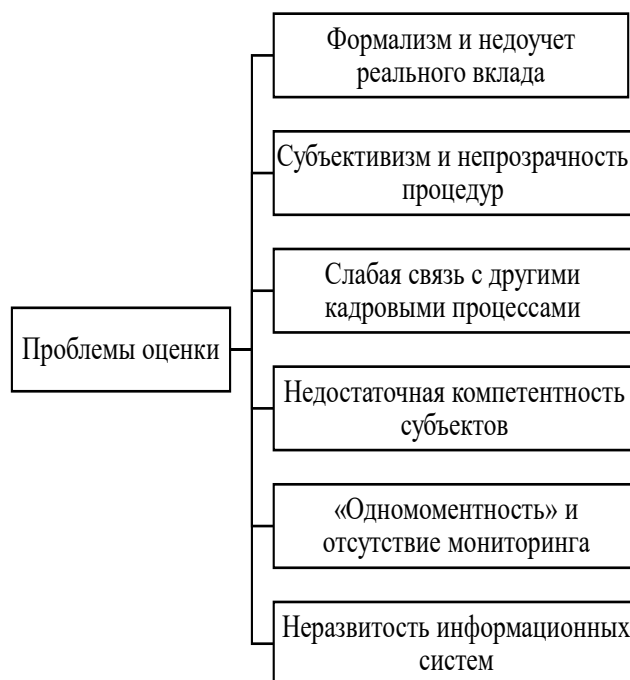 Формализм и недоучет
реального вклада
Субъективизм и непрозрачность
процедур
Слабая связь с другими
кадровыми процессами
Проблемы оценки
Недостаточная компетентность
субъектов
«Одномоментность» и
отсутствие мониторинга
Неразвитость информационных
систем